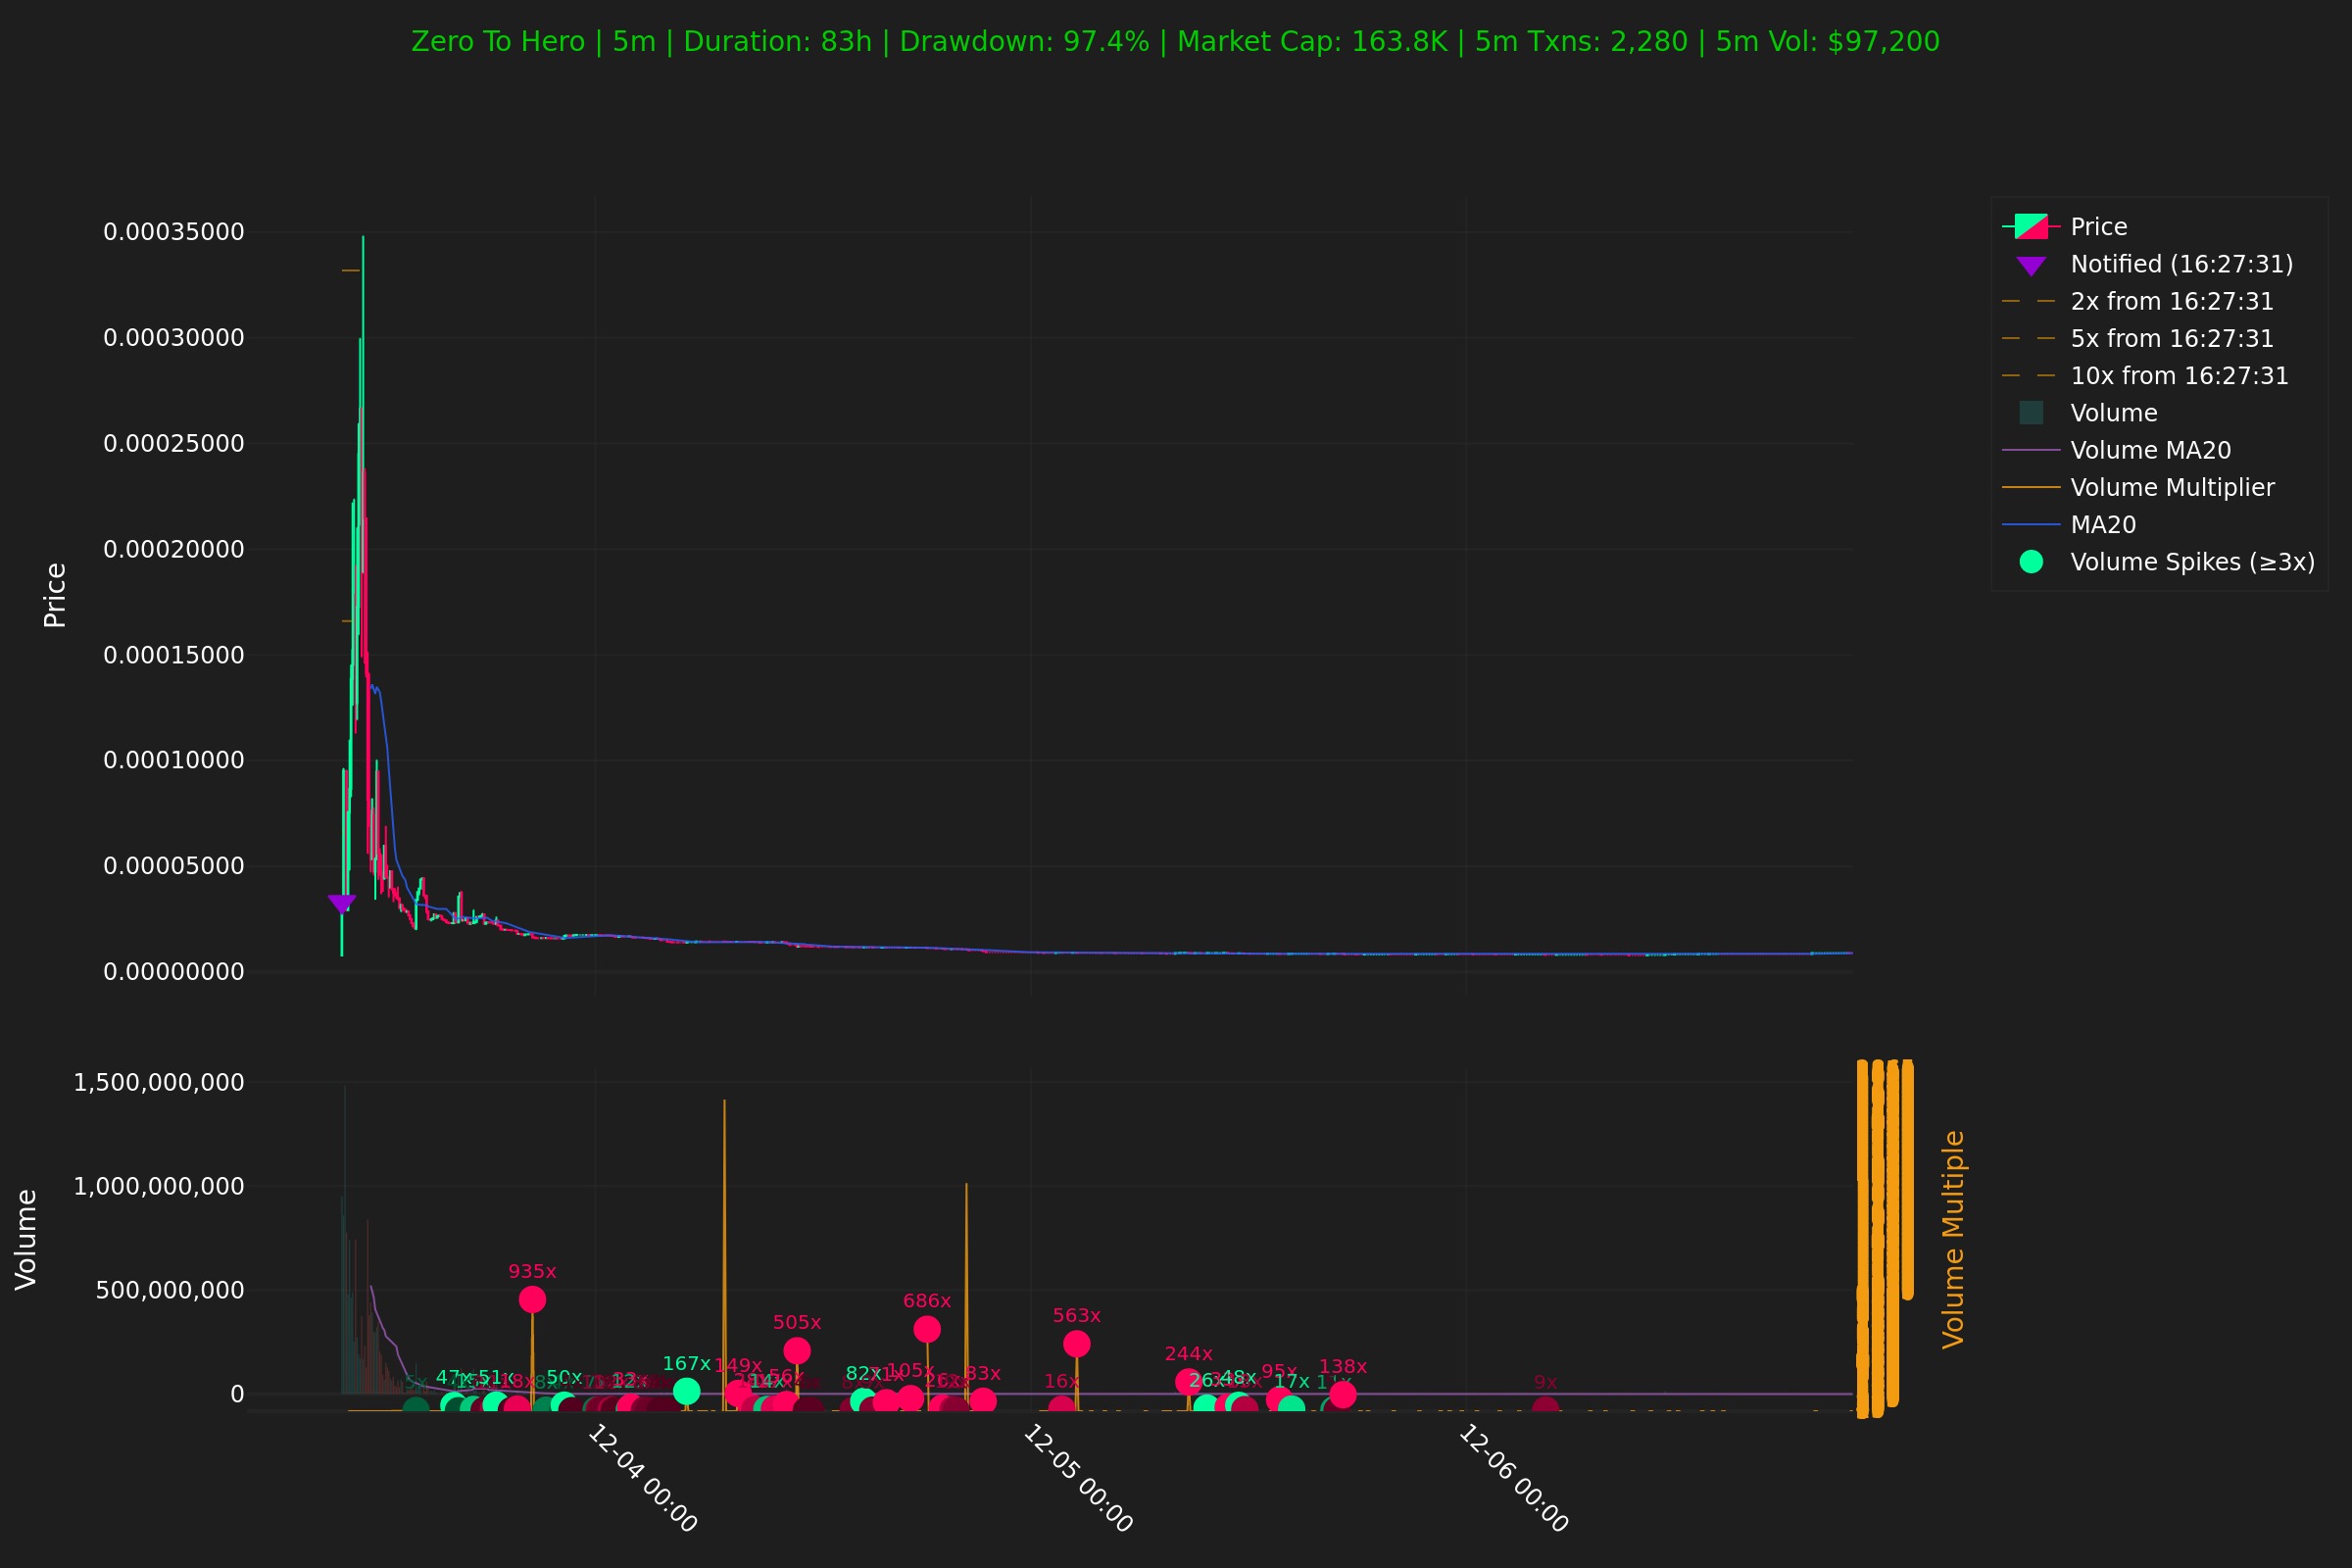 Zero To Hero | 5m | Duration: 83h | Drawdown: 97.4% | Market Cap: 163.8K | 5m Txns: 2,280 | 5m Vol: $97,200
Price
0.00035000
0.00030000
0.00025000
0.00020000
0.00015000
0.00010000
0.00005000
0.00000000
Price
Notified (16:27:31)
2x from 16:27:31
5x from 16:27:31
10x from 16:27:31
Volume
Volume MA20
Volume Multiplier
MA20
Volume Spikes (≥3x)
Volume
1,500,000,000
1,000,000,000
500,000,000
0
935x
686x
505x
563x
244x
167x
149x
138x
105x
95x
83x
82x
71x
56x
51x
50x
48x
47x
32x
26x
17x
16x
14x
9x
Volume Multiple
12-04 00:00
12-05 00:00
12-06 00:00